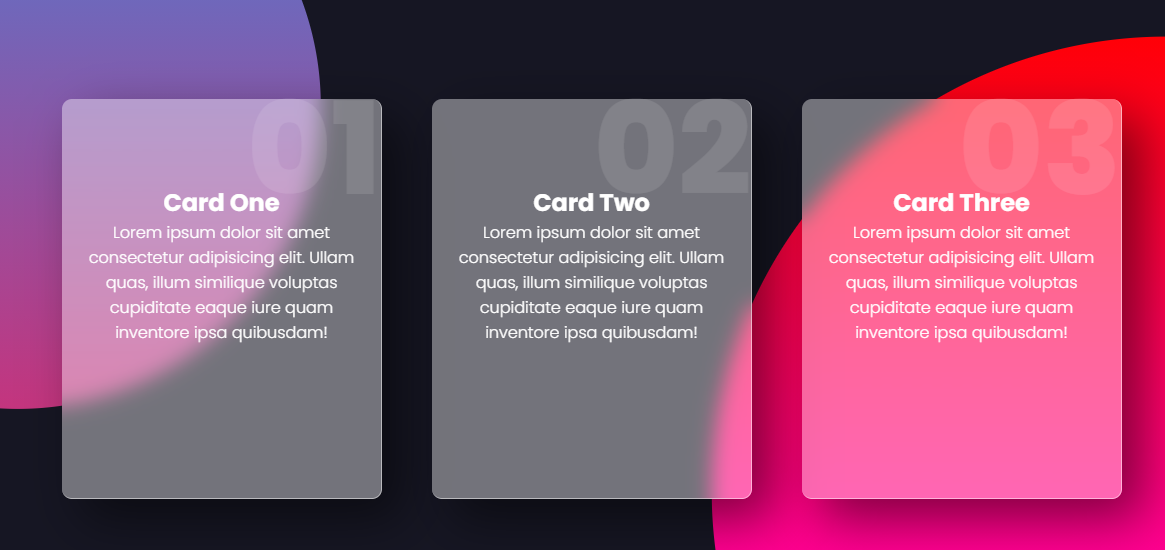 01
Card One
Lorem ipsum dolor sit amet
consectetur adipisicing elit. Ullam
quas, illum similique voluptas
cupiditate eaque iure quam
inventore ipsa quibusdam!
02
Card Two
Lorem ipsum dolor sit amet
consectetur adipisicing elit. Ullam
quas, illum similique voluptas
cupiditate eaque iure quam
inventore ipsa quibusdam!
03
Card Three
Lorem ipsum dolor sit amet
consectetur adipisicing elit. Ullam
quas, illum similique voluptas
cupiditate eaque iure quam
inventore ipsa quibusdam!